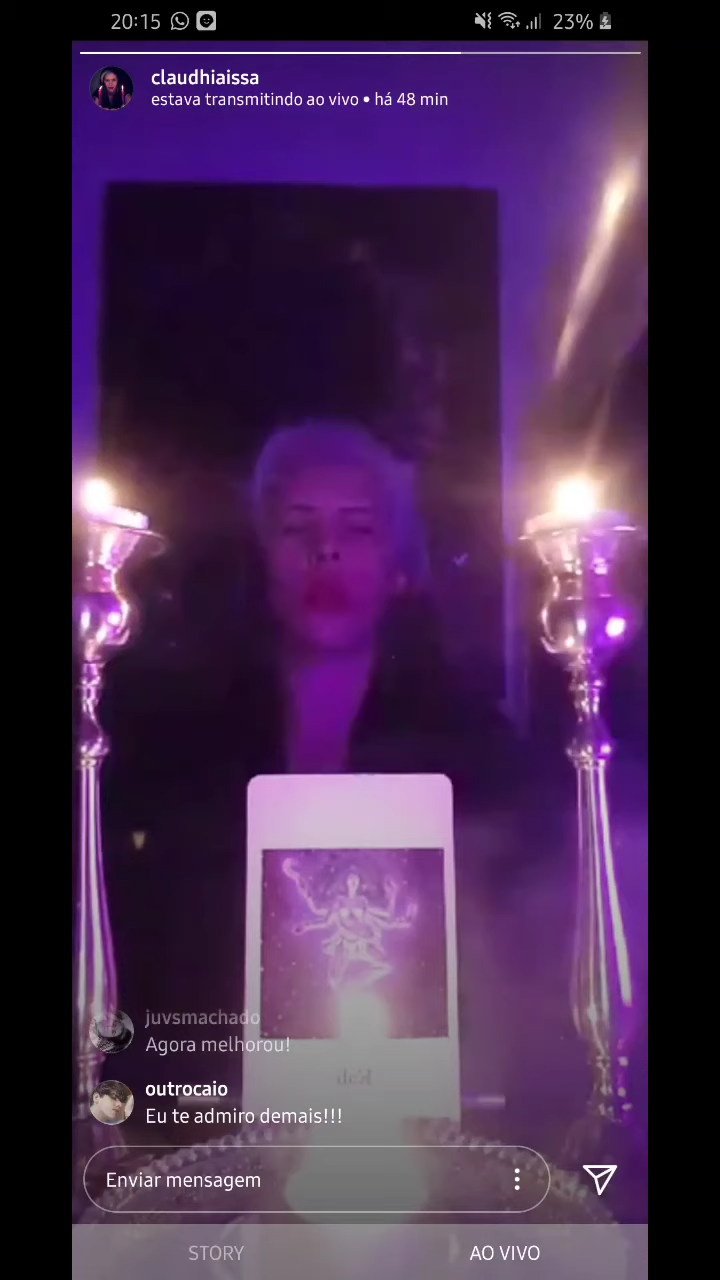 20:15
23%
claudhiaissa
estava transmitindo ao vivo • há 48 min
juvsmachado
Agora melhorou!
outrocaio
Eu te admiro demais!!!
Enviar mensagem
STORY
AO VIVO